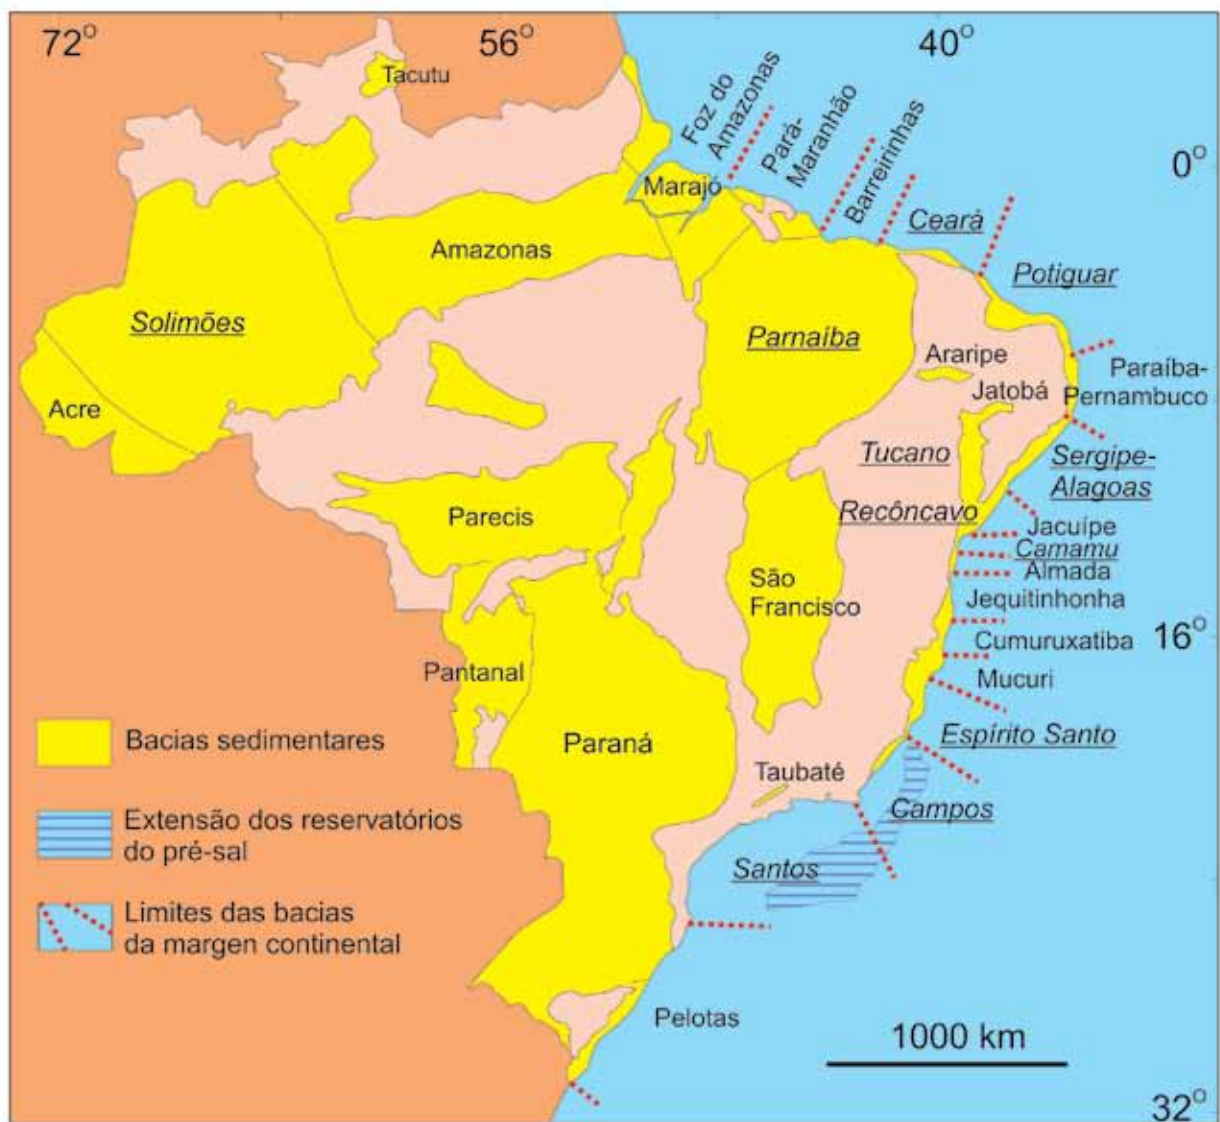 72°
56°
40°
Tacutu
Foz do
Amazonas
Pará-
Maranhão
Barreirinhas
0°
Marajó
Ceará
Amazonas
Potiguar
Solimões
Parnaíba
Araripe
Paraíba-
Pernambuco
Jatobá
Acre
Tucano
Sergipe-
Alagoas
Recôncavo
Parecis
Jacuípe
Camamu
Almada
São
Francisco
Jequitinhonha
16°
Cumuruxatiba
Pantanal
Mucuri
Paraná
Espírito Santo
Bacias sedimentares
Taubaté
Campos
Extensão dos reservatórios
do pré-sal
Santos
Limites das bacias
da margen continental
Pelotas
1000 km
32°